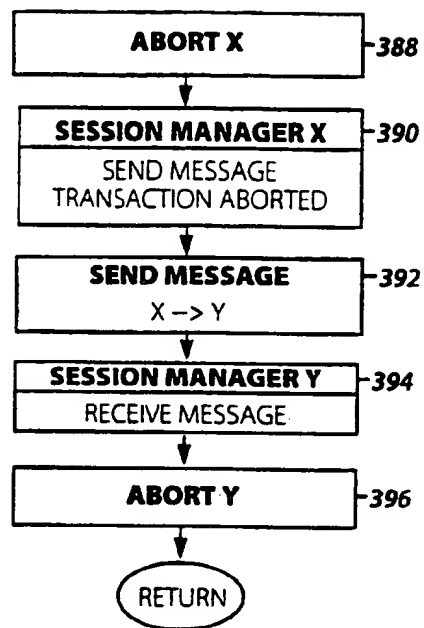 ABORT X
388
SESSION MANAGER X
390
SEND MESSAGE
TRANSACTION ABORTED
SEND MESSAGE
392
X -> Y
SESSION MANAGER Y
394
RECEIVE MESSAGE
ABORT Y
396
RETURN